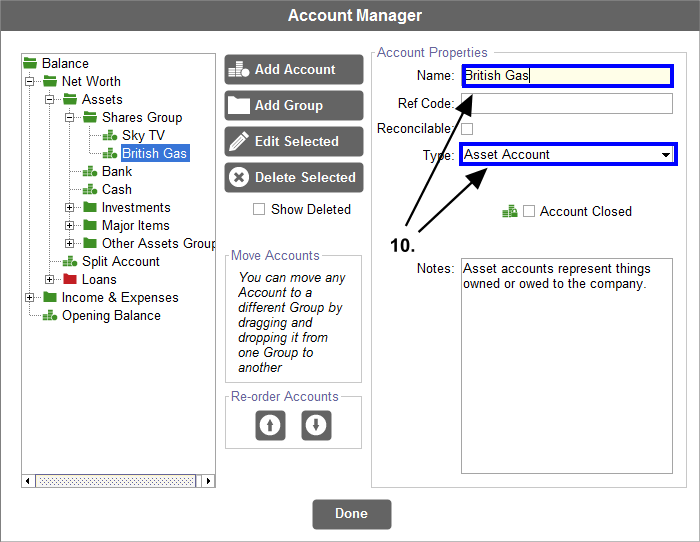 Account Manager
Balance
Net Worth
Assets
Shares Group
Sky TV
British Gas
Bank
Cash
Investments
Major Items
Other Assets Group
Split Account
Loans
Income & Expenses
Opening Balance
Add Account
Add Group
Edit Selected
Delete Selected
Show Deleted
Move Accounts
You can move any
Account to a
different Group by
dragging and
dropping it from
one Group to
another
Re-order Accounts
Account Properties
Name: British Gas
Ref Code:
Reconcilable:
Type: Asset Account
Account Closed
10.
Notes: Asset accounts represent things
owned or owed to the company.
Done